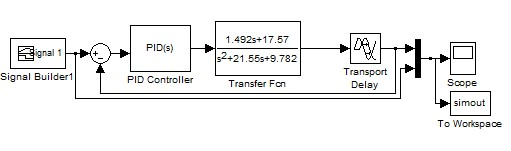 Signal 1
Signal Builder1
PID(s)
PID Controller
1.492s+17.57
s2+21.55s+9.782
Transfer Fcn
Transport
Delay
Scope
simout
To Workspace